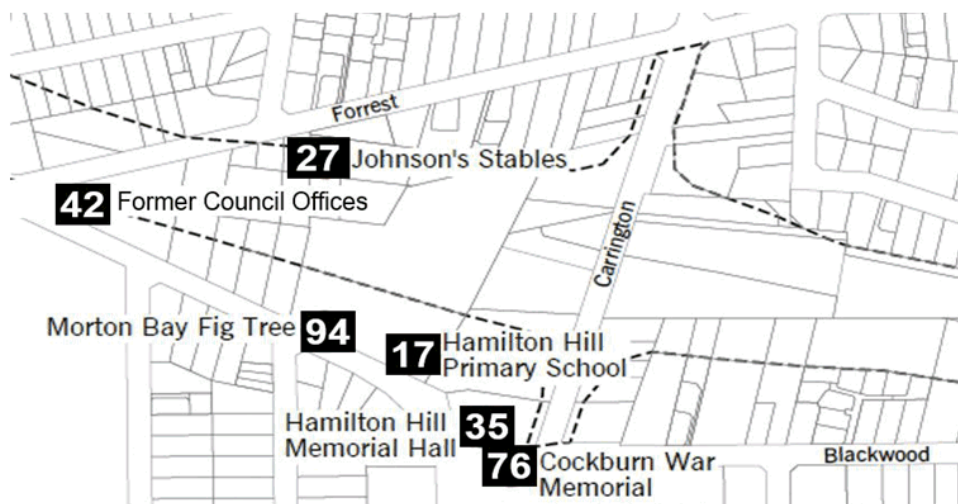 Forrest
27 Johnson's Stables
42 Former Council Offices
Carrington
Morton Bay Fig Tree 94
17 Hamilton Hill
Primary School
Hamilton Hill
Memorial Hall 35
76 Cockburn War
Memorial
Blackwood